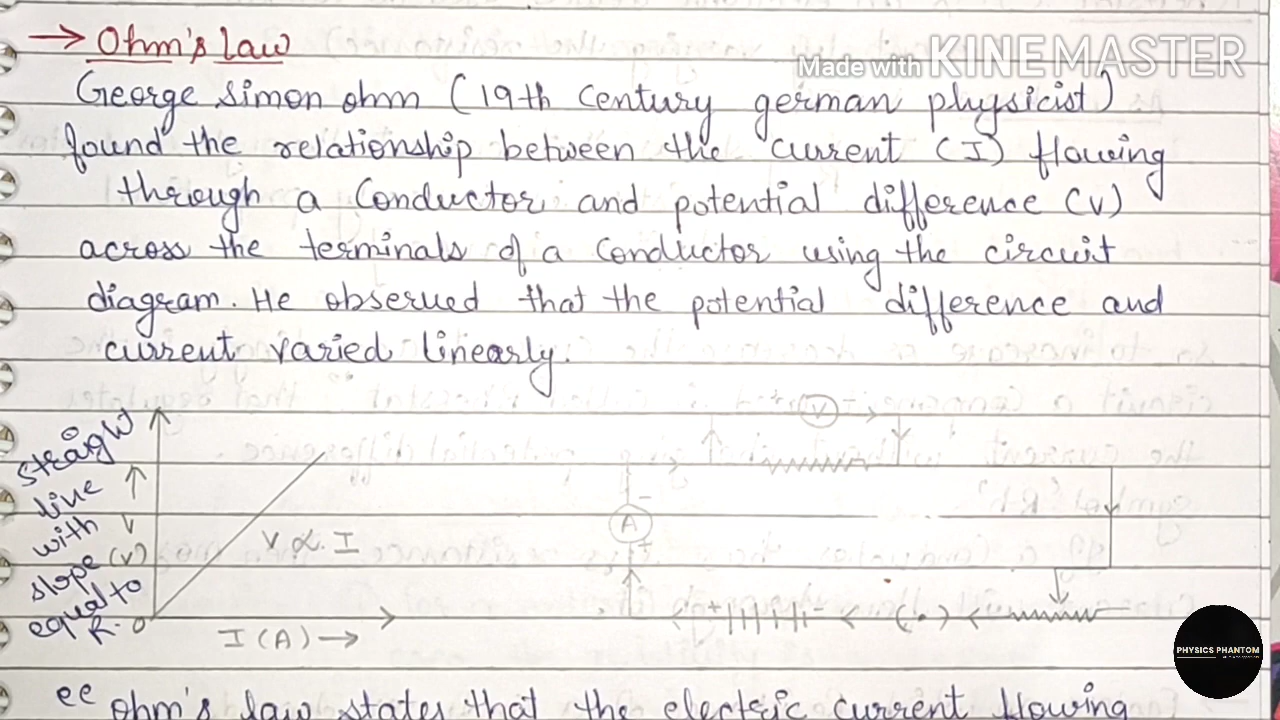 → Ohm's law
Made with KINEMASTER
George Simon ohm (19th Century german physicist)
found the relationship between the current (I) flowing
through a Conductor and potential difference (V)
across the terminals of a Conductor using the circuit
diagram. He observed that the potential difference and
current varied linearly.
straight
line
with
slope
equal to
R.
↑
V
(V)
V ∝ I
O
I (A) →
+ V
-
A
+
+ -
(.)
PHYSICS PHANTOM
“ ohm's law states that the electric current flowing